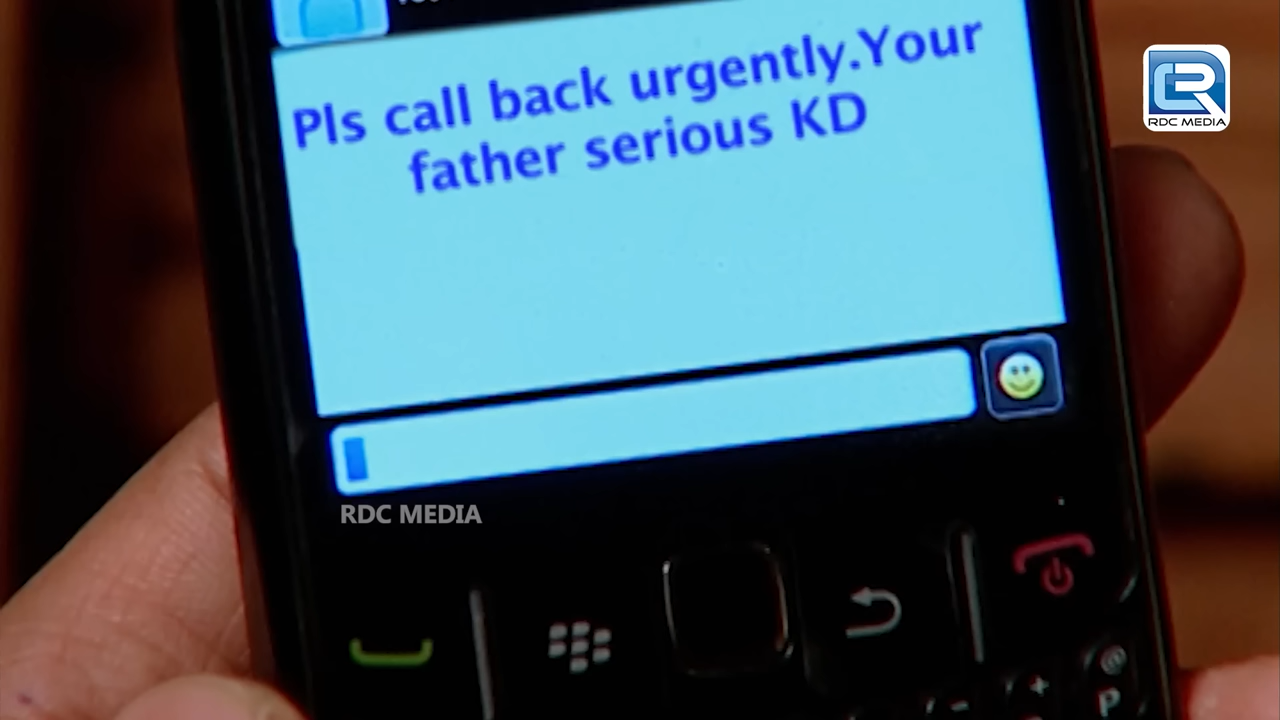 Pls call back urgently.Your
father serious KD
RDC MEDIA
RDC MEDIA
@
+
-
P